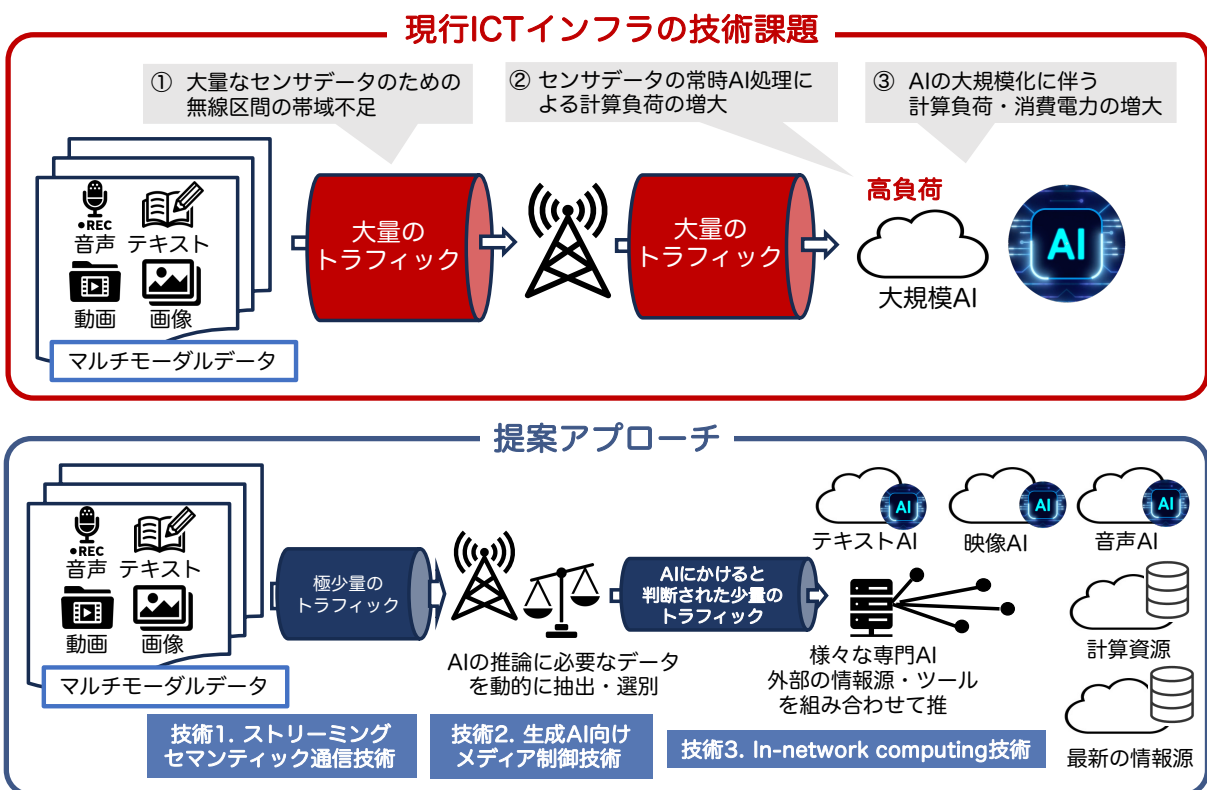 現行ICTインフラの技術課題
① 大量なセンサデータのための
無線区間の帯域不足
② センサデータの常時AI処理に
よる計算負荷の増大
③ AIの大規模化に伴う
計算負荷・消費電力の増大
•REC
音声
テキスト
動画
画像
マルチモーダルデータ
大量の
トラフィック
大量の
トラフィック
高負荷
大規模AI
AI
提案アプローチ
•REC
音声
テキスト
動画
画像
マルチモーダルデータ
極少量の
トラフィック
AIの推論に必要なデータ
を動的に抽出・選別
AIにかけると
判断された少量の
トラフィック
AI
テキストAI
AI
映像AI
AI
音声AI
様々な専門AI
外部の情報源・ツール
を組み合わせて推
計算資源
最新の情報源
技術1. ストリーミング
セマンティック通信技術
技術2. 生成AI向け
メディア制御技術
技術3. In-network computing技術